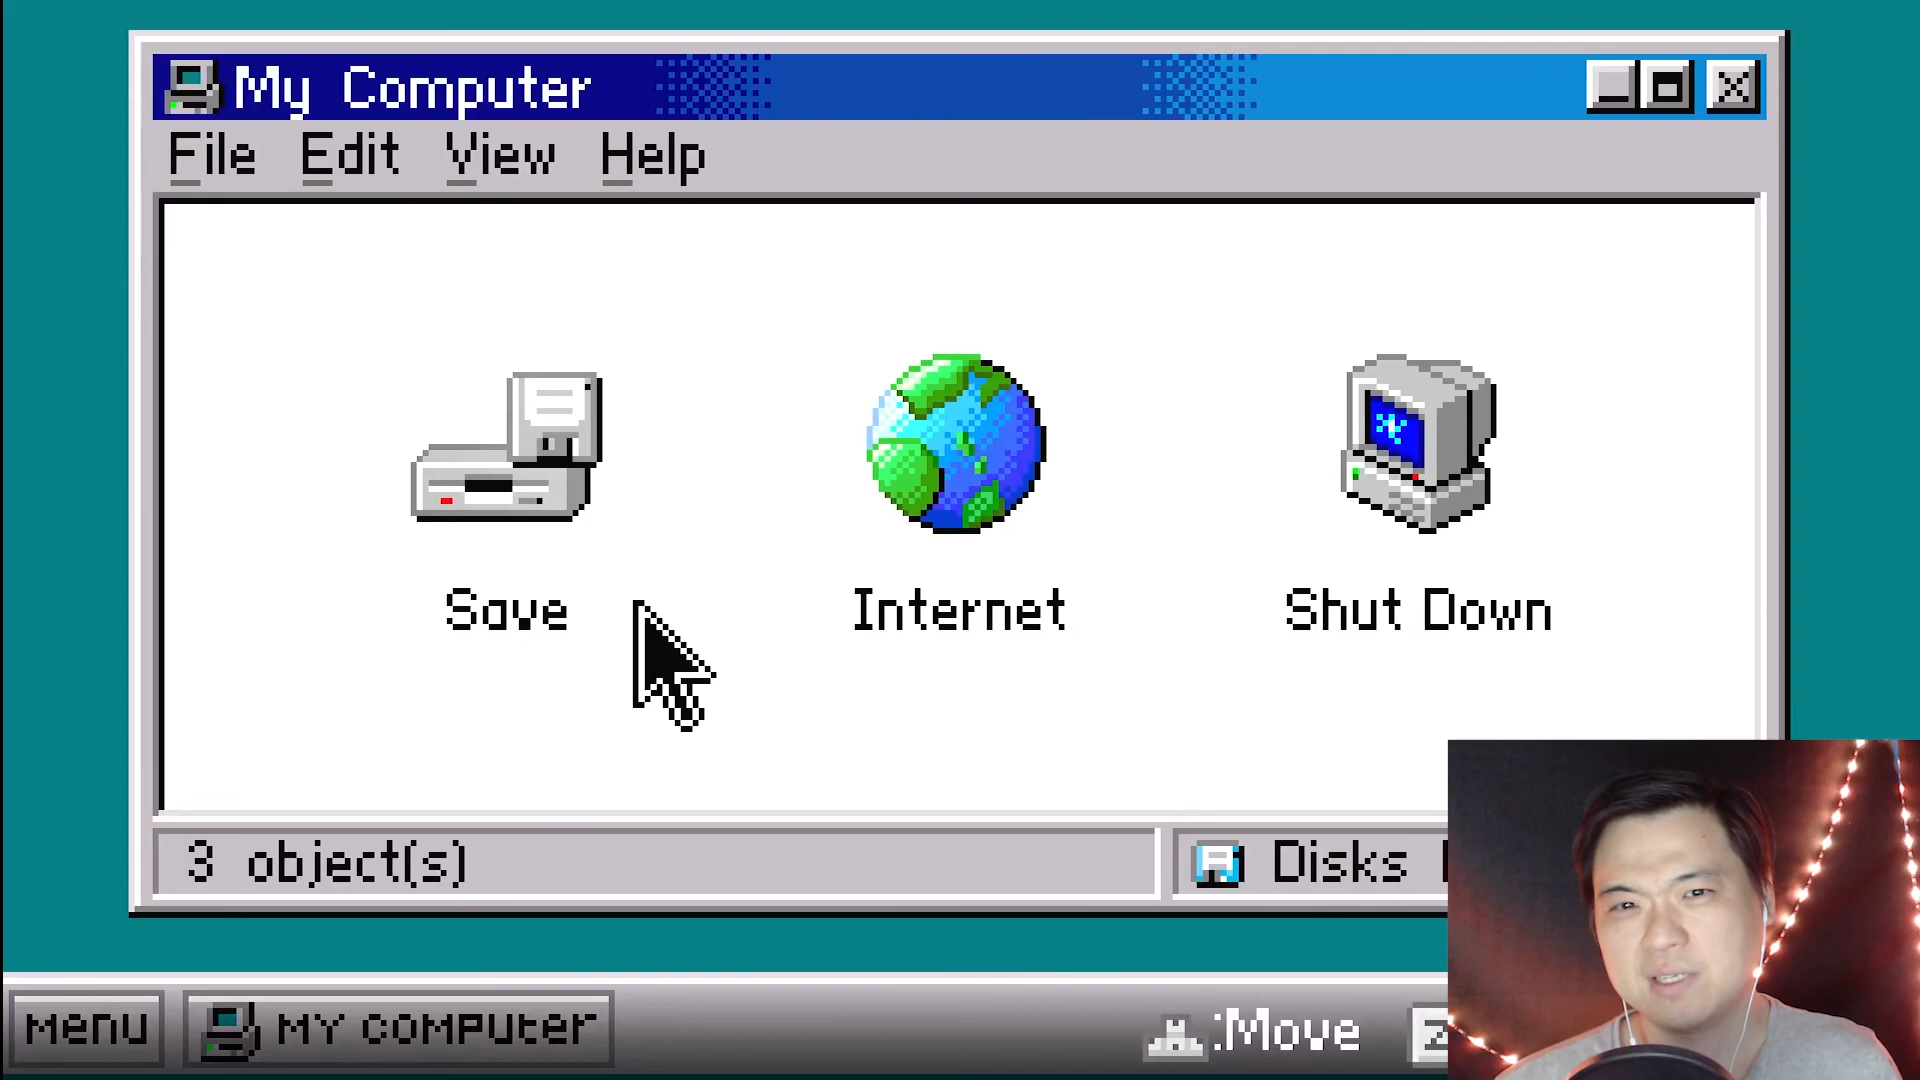 My Computer
File Edit View Help
Save Internet Shut Down
3 object(s)
Disks
menu
MY COMPUTER
:Move
Z